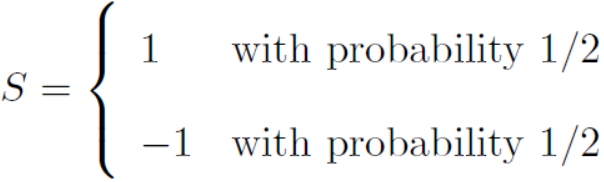 1 with probability 1/2
S =
−1 with probability 1/2